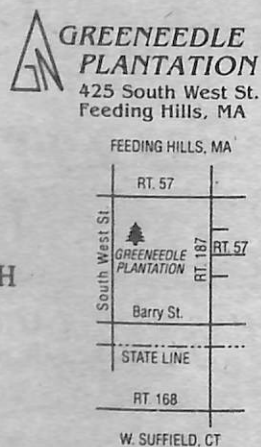 GN
GREENEEDLE
PLANTATION
425 South West St.
Feeding Hills, MA
FEEDING HILLS, MA
RT. 57
South West St.
GREENEEDLE
PLANTATION
RT. 187
RT. 57
H
Barry St.
STATE LINE
RT. 168
W. SUFFIELD, CT